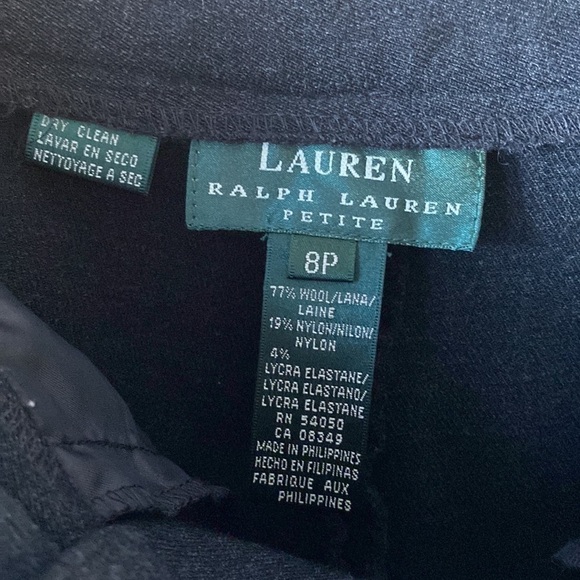 DRY CLEAN
LAVAR EN SECO
NETTOYAGE A SEC
LAUREN
RALPH LAUREN
PETITE
8P
77% WOOL/LANA/
LAINE
19% NYLON/NILON/
NYLON
4%
LYCRA ELASTANE/
LYCRA ELASTANO/
LYCRA ELASTANE
RN 54050
CA 08349
MADE IN PHILIPPINES
HECHO EN FILIPINAS
FABRIQUE AUX
PHILIPPINES